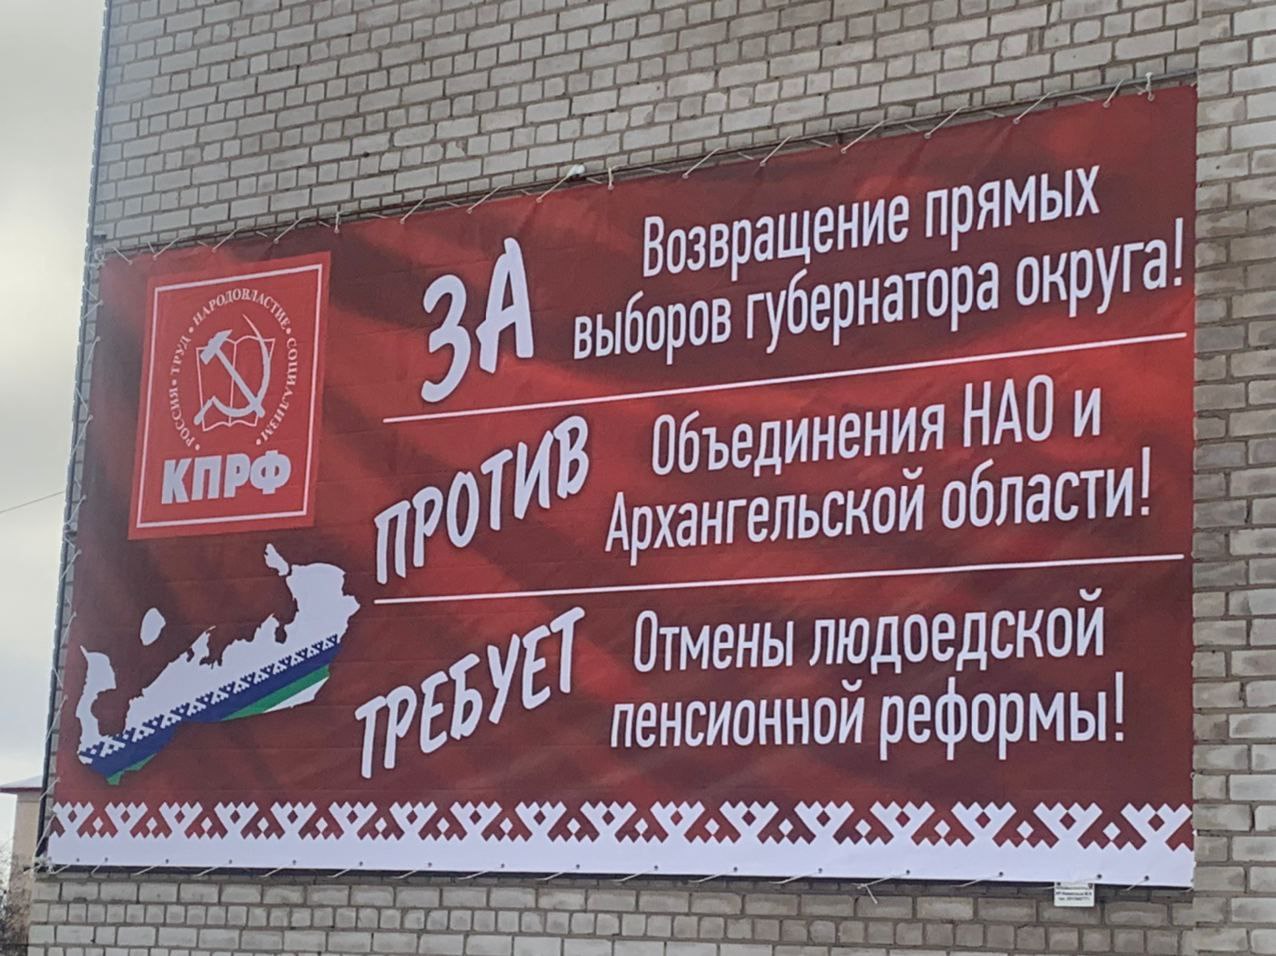 РОССИЯ • ТРУД • НАРОДОВЛАСТИЕ • СОЦИАЛИЗМ!
КПРФ
ЗА
Возвращение прямых
выборов губернатора округа!
ПРОТИВ
Объединения НАО и
Архангельской области!
ТРЕБУЕТ
Отмены людоедской
пенсионной реформы!